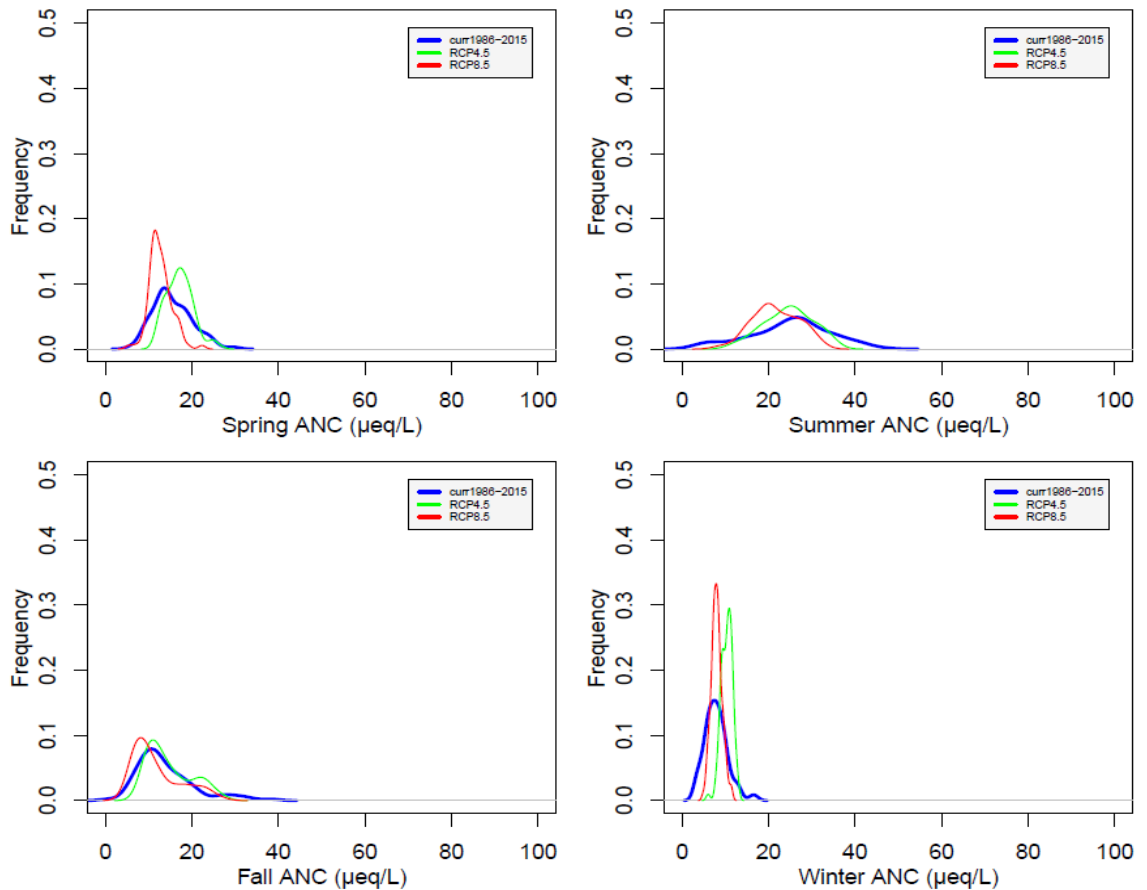 0.5
0.4
0.3
0.2
0.1
0.0
Frequency
curr1986−2015
RCP4.5
RCP8.5
0 20 40 60 80 100
Spring ANC (µeq/L)
0.5
0.4
0.3
0.2
0.1
0.0
Frequency
curr1986−2015
RCP4.5
RCP8.5
0 20 40 60 80 100
Summer ANC (µeq/L)
0.5
0.4
0.3
0.2
0.1
0.0
Frequency
curr1986−2015
RCP4.5
RCP8.5
0 20 40 60 80 100
Fall ANC (µeq/L)
0.5
0.4
0.3
0.2
0.1
0.0
Frequency
curr1986−2015
RCP4.5
RCP8.5
0 20 40 60 80 100
Winter ANC (µeq/L)